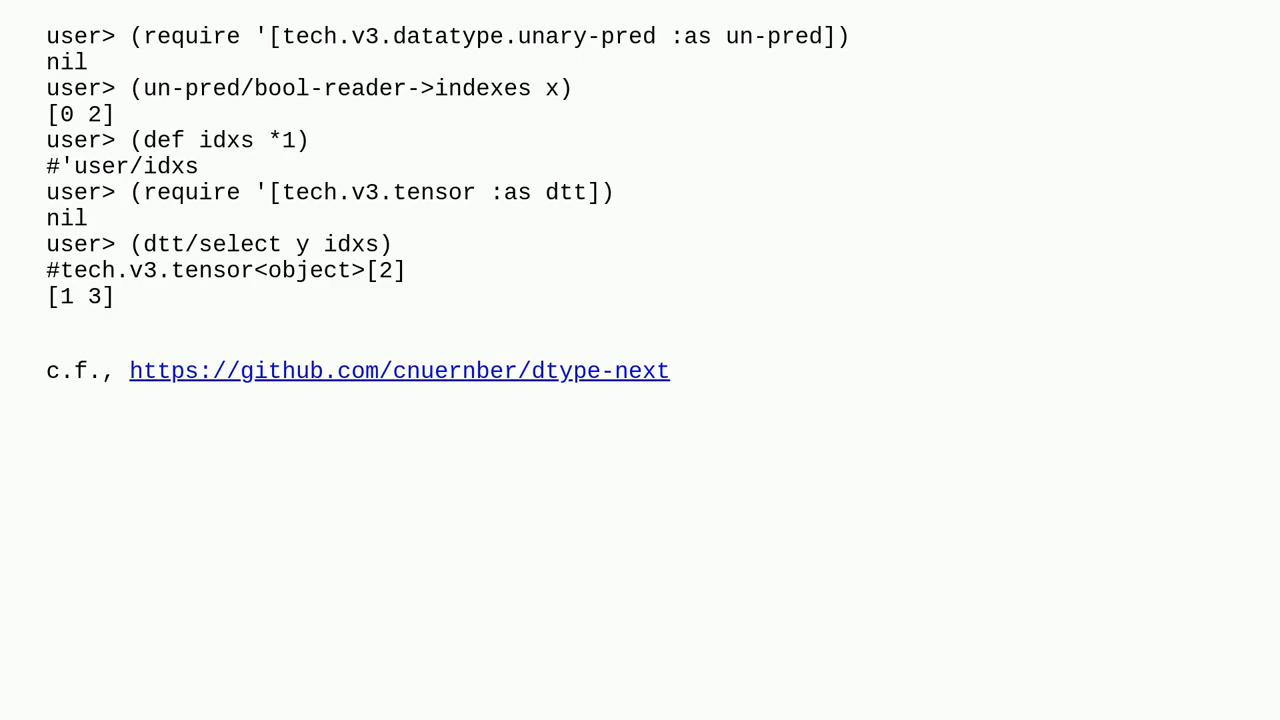 user> (require '[tech.v3.datatype.unary-pred :as un-pred])
nil
user> (un-pred/bool-reader->indexes x)
[0 2]
user> (def idxs *1)
#'user/idxs
user> (require '[tech.v3.tensor :as dtt])
nil
user> (dtt/select y idxs)
#tech.v3.tensor<object>[2]
[1 3]
c.f., https://github.com/cnuernber/dtype-next